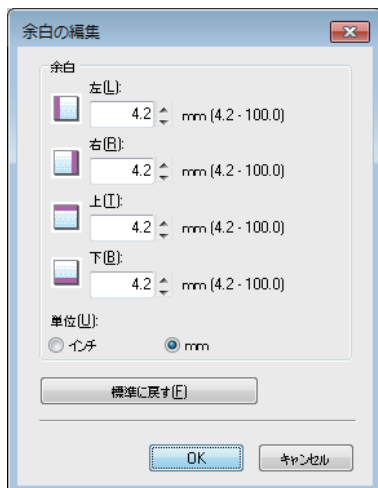 余白の編集
余白
左(L):
4.2 mm (4.2 - 100.0)
右(R):
4.2 mm (4.2 - 100.0)
上(T):
4.2 mm (4.2 - 100.0)
下(B):
4.2 mm (4.2 - 100.0)
単位(U):
インチ mm
標準に戻す(F)
OK キャンセル